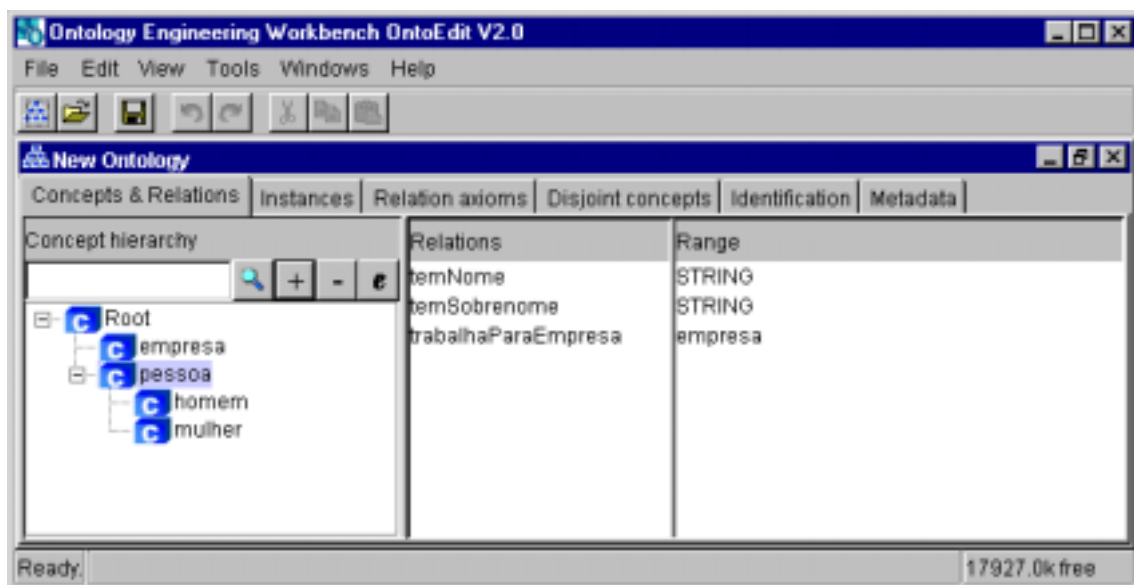 Ontology Engineering Workbench OntoEdit V2.0
File Edit View Tools Windows Help
New Ontology
Concepts & Relations Instances Relation axioms Disjoint concepts Identification Metadata
Concept hierarchy Relations Range
+ - e
temNome STRING
temSobrenome STRING
trabalhaParaEmpresa empresa
C Root
C empresa
C pessoa
C homem
C mulher
Ready. 17927.0k free